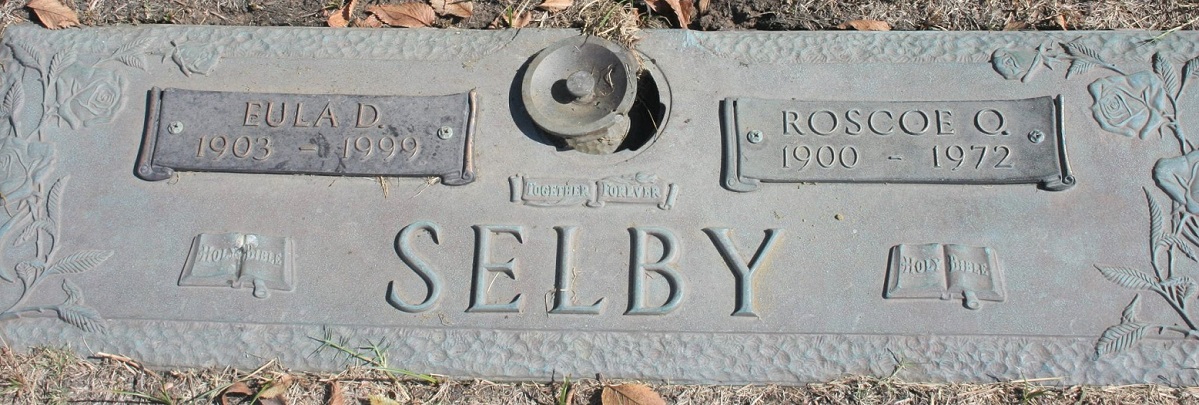 EULA D.
1903 - 1999
ROSCOE O.
1900 - 1972
TOGETHER FOREVER
SELBY
HOLY BIBLE
HOLY BIBLE